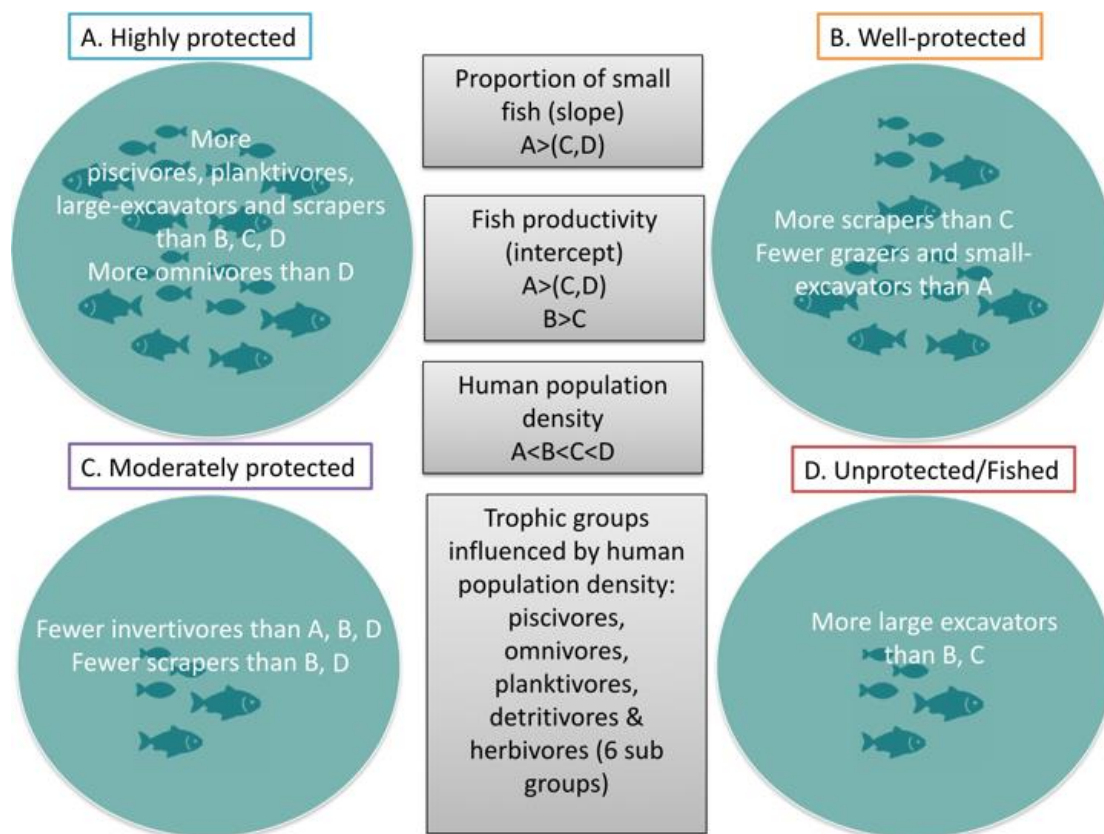 A. Highly protected
More
piscivores, planktivores,
large-excavators and scrapers
than B, C, D
More omnivores than D
Proportion of small
fish (slope)
A>(C,D)
Fish productivity
(intercept)
A>(C,D)
B>C
Human population
density
A<B<C<D
B. Well-protected
More scrapers than C
Fewer grazers and small-
excavators than A
C. Moderately protected
Fewer invertivores than A, B, D
Fewer scrapers than B, D
Trophic groups
influenced by human
population density:
piscivores,
omnivores,
planktivores,
detritivores &
herbivores (6 sub
groups)
D. Unprotected/Fished
More large excavators
than B, C